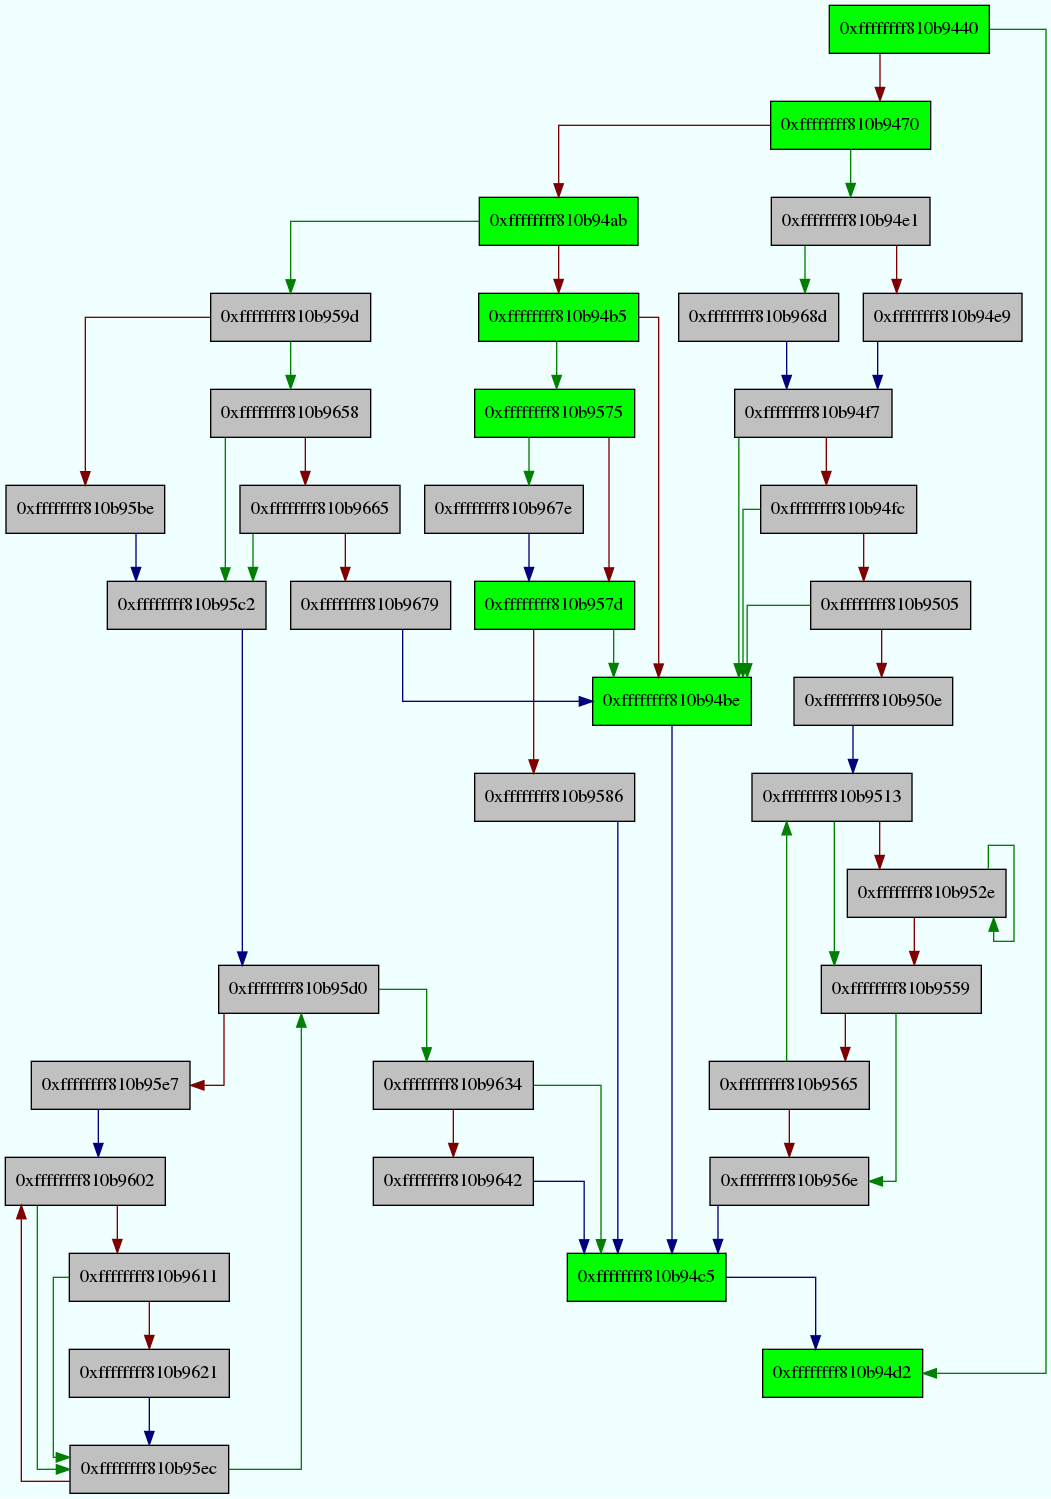 0xffffffff810b9440
0xffffffff810b9470
0xffffffff810b94ab
0xffffffff810b94e1
0xffffffff810b959d
0xffffffff810b94b5
0xffffffff810b968d
0xffffffff810b94e9
0xffffffff810b9658
0xffffffff810b9575
0xffffffff810b94f7
0xffffffff810b95be
0xffffffff810b9665
0xffffffff810b967e
0xffffffff810b94fc
0xffffffff810b95c2
0xffffffff810b9679
0xffffffff810b957d
0xffffffff810b9505
0xffffffff810b94be
0xffffffff810b950e
0xffffffff810b9586
0xffffffff810b9513
0xffffffff810b952e
0xffffffff810b95d0
0xffffffff810b9559
0xffffffff810b95e7
0xffffffff810b9634
0xffffffff810b9565
0xffffffff810b9602
0xffffffff810b9642
0xffffffff810b956e
0xffffffff810b9611
0xffffffff810b94c5
0xffffffff810b9621
0xffffffff810b94d2
0xffffffff810b95ec